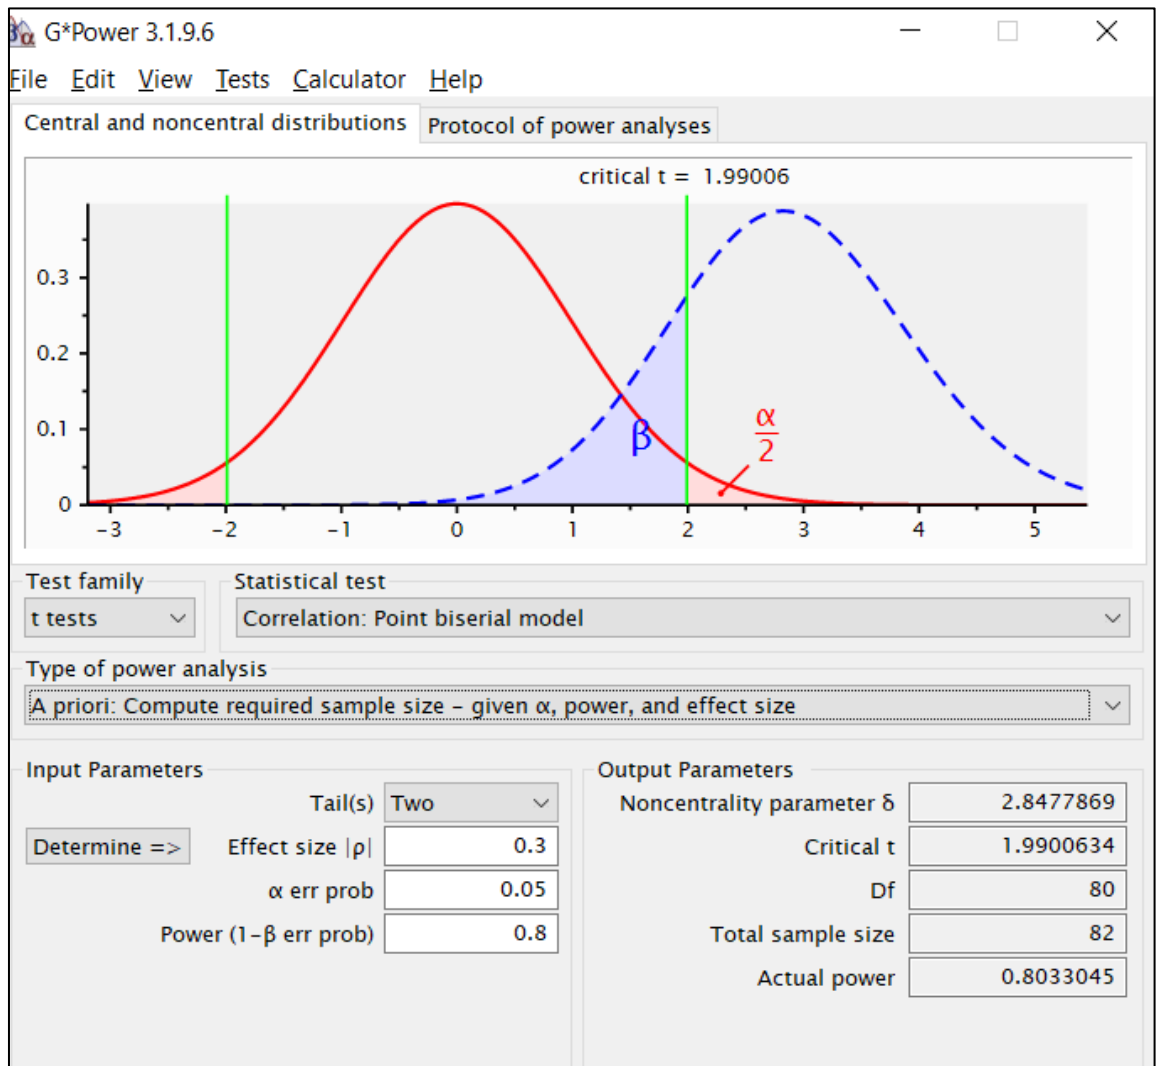 G*Power 3.1.9.6
File Edit View Tests Calculator Help
Central and noncentral distributions Protocol of power analyses
critical t = 1.99006
0.3
0.2
0.1
0
β
α
2
-3 -2 -1 0 1 2 3 4 5
Test family Statistical test
t tests Correlation: Point biserial model
Type of power analysis
A priori: Compute required sample size – given α, power, and effect size
Input Parameters Output Parameters
Tail(s) Two Noncentrality parameter δ 2.8477869
Determine => Effect size |ρ| 0.3 Critical t 1.9900634
α err prob 0.05 Df 80
Power (1-β err prob) 0.8 Total sample size 82
Actual power 0.8033045